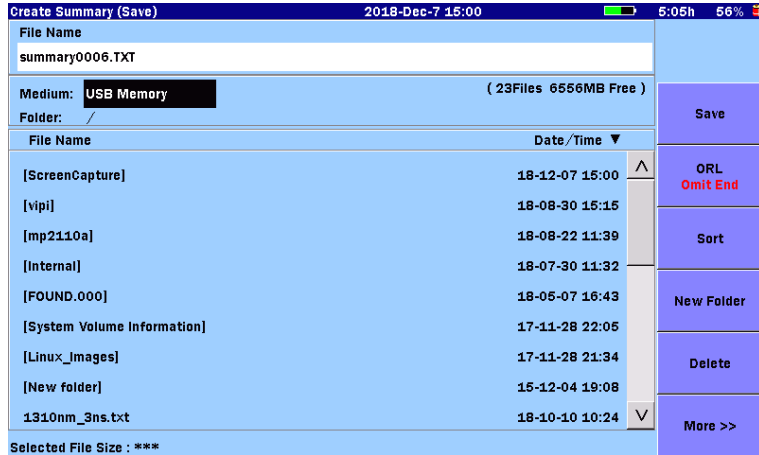 Create Summary (Save) 2018-Dec-7 15:00 5:05h 56%
File Name
summary0006.TXT
Medium: USB Memory ( 23Files 6556MB Free )
Folder: /
File Name Date/Time ▼
[ScreenCapture] 18-12-07 15:00
[vipi] 18-08-30 15:15
[mp2110a] 18-08-22 11:39
[Internal] 18-07-30 11:32
[FOUND.000] 18-05-07 16:43
[System Volume Information] 17-11-28 22:05
[Linux_Images] 17-11-28 21:34
[New folder] 15-12-04 19:08
1310nm_3ns.txt 18-10-10 10:24
Selected File Size : ***
Save
ORL
Omit End
Sort
New Folder
Delete
More >>